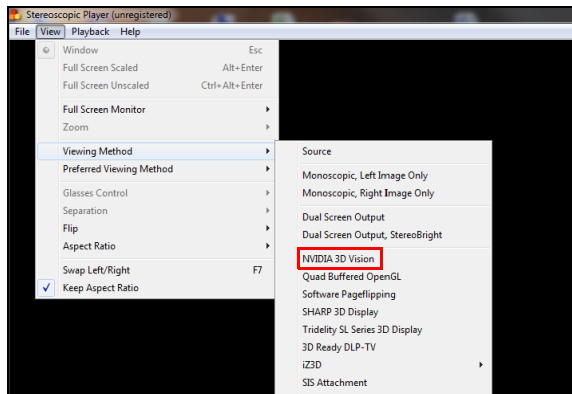 Stereoscopic Player (unregistered)
File View Playback Help
Window Esc
Full Screen Scaled Alt+Enter
Full Screen Unscaled Ctrl+Alt+Enter
Full Screen Monitor
Zoom
Viewing Method
Preferred Viewing Method
Glasses Control
Separation
Flip
Aspect Ratio
Swap Left/Right F7
Keep Aspect Ratio
Source
Monoscopic, Left Image Only
Monoscopic, Right Image Only
Dual Screen Output
Dual Screen Output, StereoBright
NVIDIA 3D Vision
Quad Buffered OpenGL
Software Pageflipping
SHARP 3D Display
Tridelity SL Series 3D Display
3D Ready DLP-TV
iZ3D
SIS Attachment